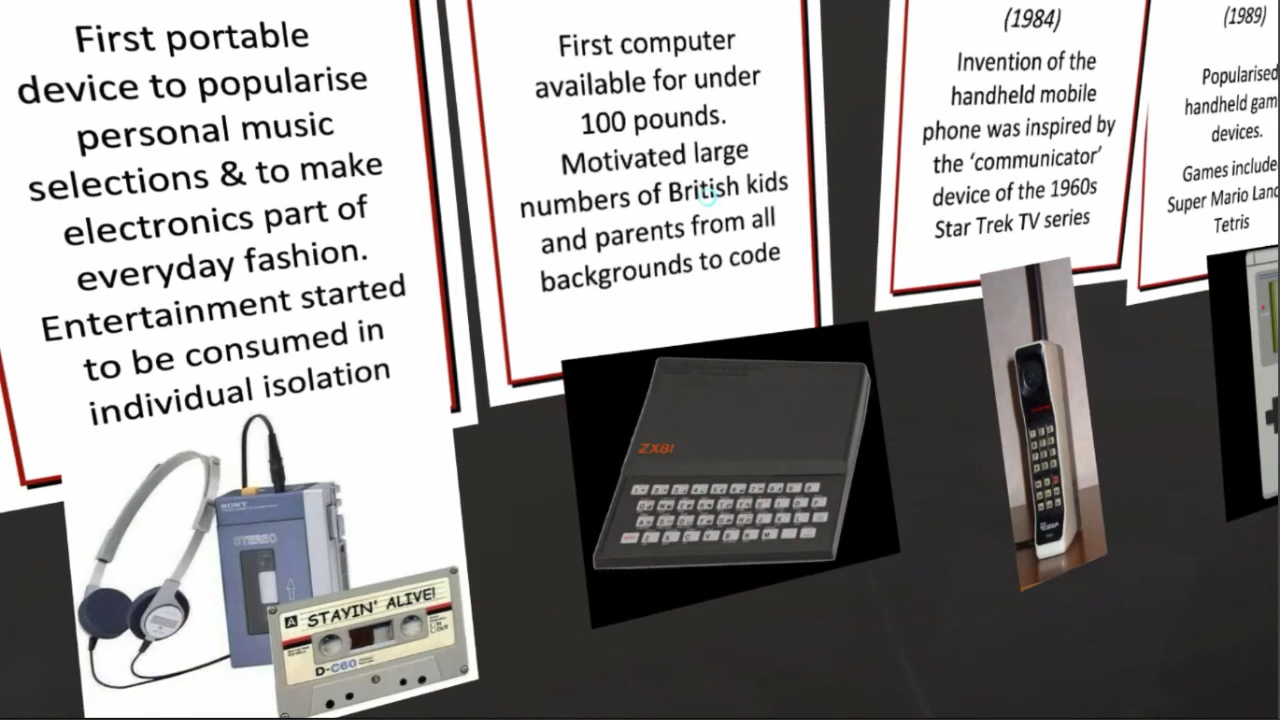 First portable
device to popularise
personal music
selections & to make
electronics part of
everyday fashion.
Entertainment started
to be consumed in
individual isolation
First computer
available for under
100 pounds.
Motivated large
numbers of British kids
and parents from all
backgrounds to code
(1984)
Invention of the
handheld mobile
phone was inspired by
the ‘communicator’
device of the 1960s
Star Trek TV series
(1989)
Popularised
handheld gam
devices.
Games include
Super Mario Land
Tetris
SONY
STEREO
A STAYIN' ALIVE!
D-C60
ZX81